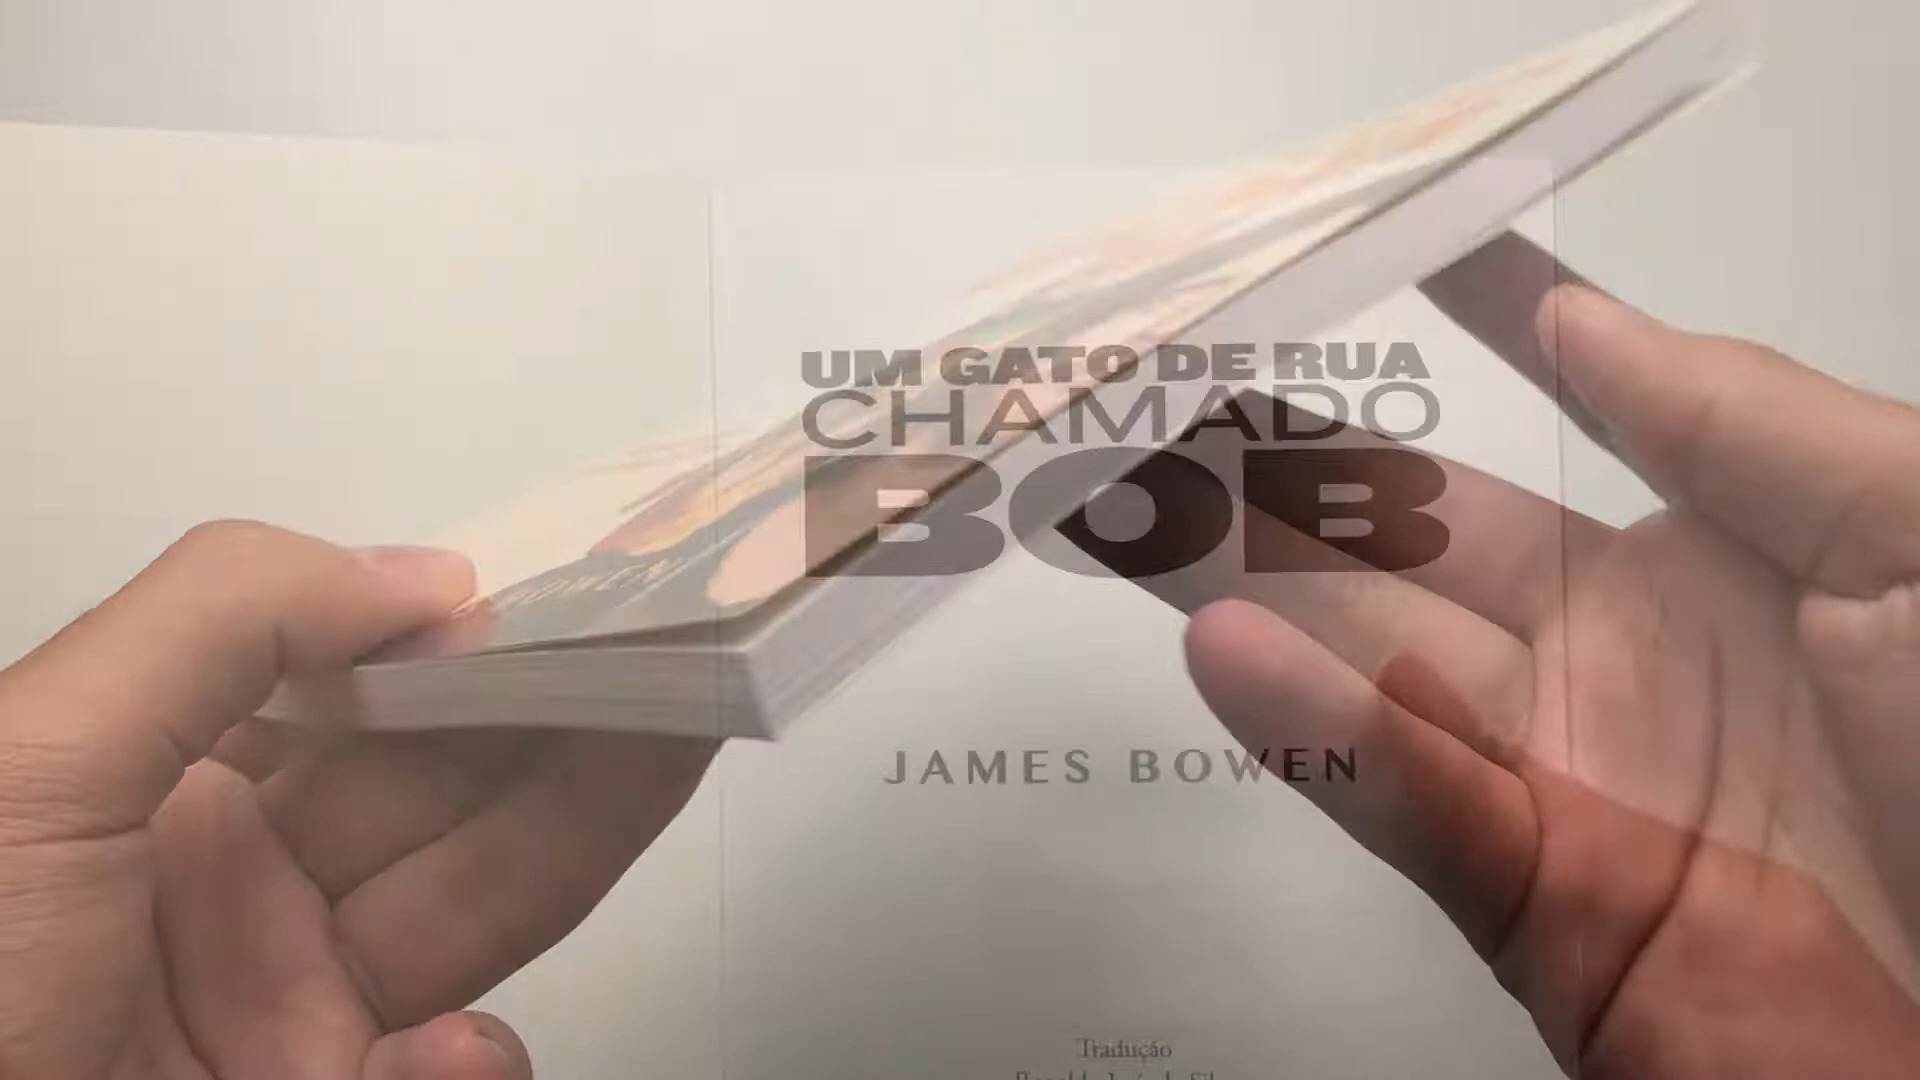 UM GATO DE RUA
CHAMADO
BOB
JAMES BOWEN
Tradução